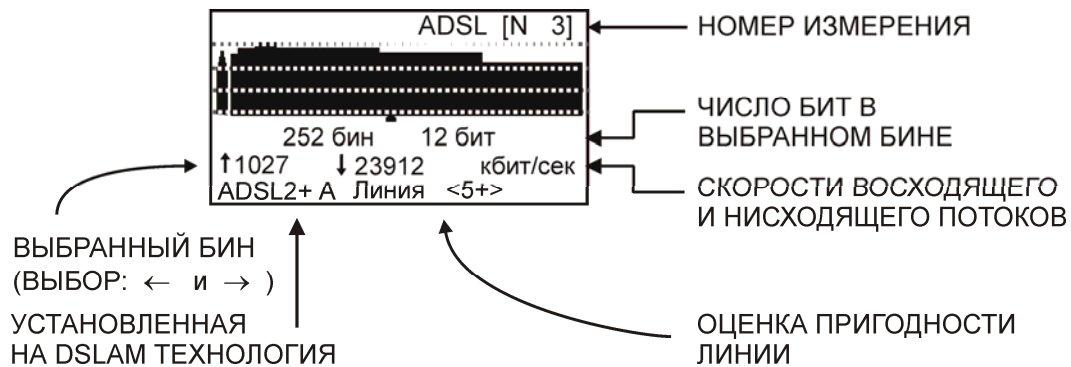 ADSL [N 3]
252 бин 12 бит
↑1027 ↓23912 кбит/сек
ADSL2+ A Линия <5+>
НОМЕР ИЗМЕРЕНИЯ
ЧИСЛО БИТ В
ВЫБРАННОМ БИНЕ
СКОРОСТИ ВОСХОДЯЩЕГО
И НИСХОДЯЩЕГО ПОТОКОВ
ВЫБРАННЫЙ БИН
(ВЫБОР: ← и → )
УСТАНОВЛЕННАЯ
НА DSLAM ТЕХНОЛОГИЯ
ОЦЕНКА ПРИГОДНОСТИ
ЛИНИИ